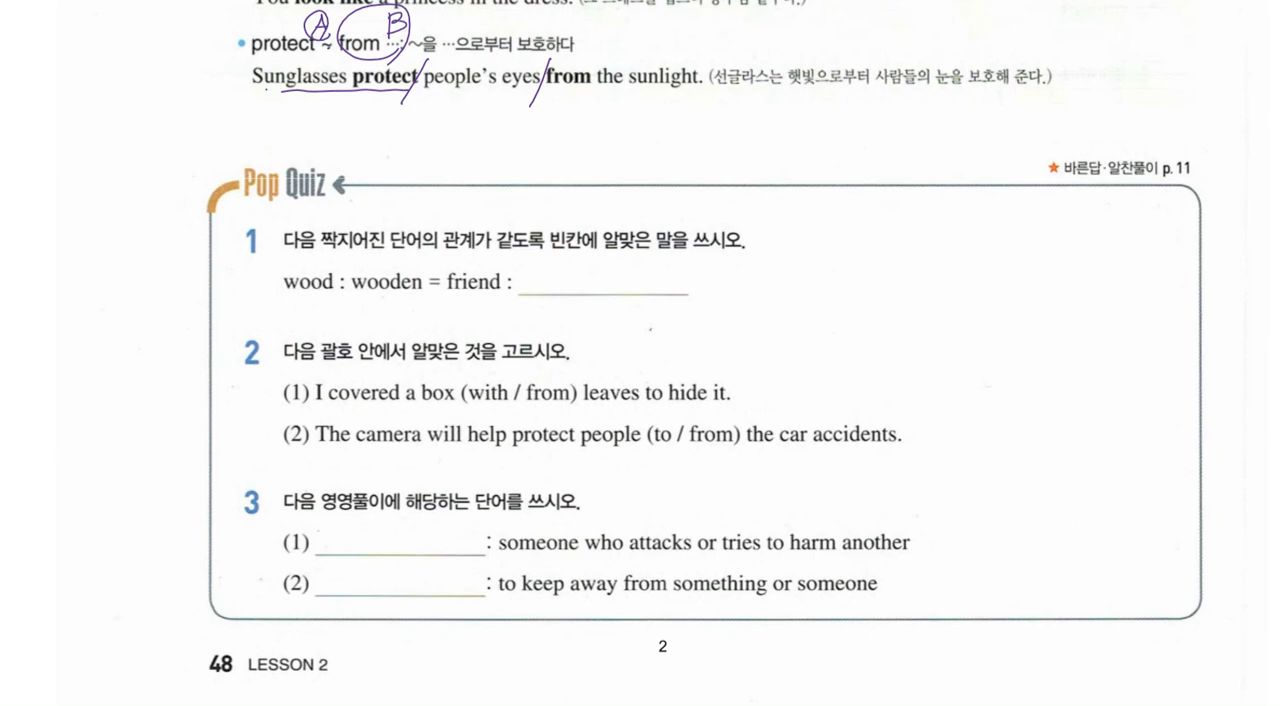 You look like a princess in the dress.
A B
• protect ~ from …: ~을 …으로부터 보호하다
Sunglasses protect people's eyes from the sunlight. (선글라스는 햇빛으로부터 사람들의 눈을 보호해 준다.)
★ 바른답·알찬풀이 p. 11
Pop Quiz
1 다음 짝지어진 단어의 관계가 같도록 빈칸에 알맞은 말을 쓰시오.
wood : wooden = friend :
2 다음 괄호 안에서 알맞은 것을 고르시오.
(1) I covered a box (with / from) leaves to hide it.
(2) The camera will help protect people (to / from) the car accidents.
3 다음 영영풀이에 해당하는 단어를 쓰시오.
(1) : someone who attacks or tries to harm another
(2) : to keep away from something or someone
2
48 LESSON 2